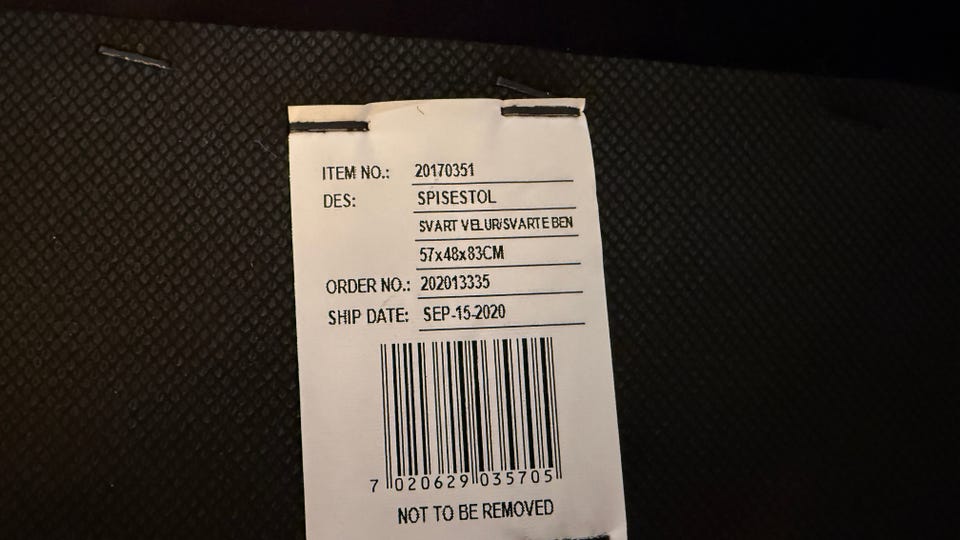 ITEM NO.: 20170351
DES: SPISESTOL
SVART VELUR/SVARTE BEN
57x48x83CM
ORDER NO.: 202013335
SHIP DATE: SEP-15-2020
7 020629 035705
NOT TO BE REMOVED